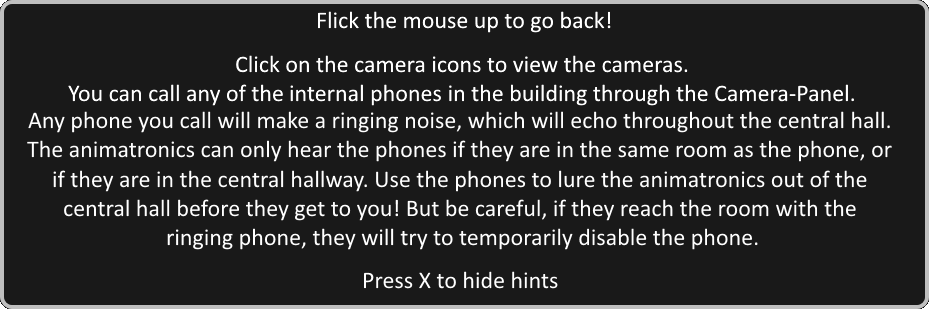 Flick the mouse up to go back!
Click on the camera icons to view the cameras.
You can call any of the internal phones in the building through the Camera-Panel.
Any phone you call will make a ringing noise, which will echo throughout the central hall.
The animatronics can only hear the phones if they are in the same room as the phone, or
if they are in the central hallway. Use the phones to lure the animatronics out of the
central hall before they get to you! But be careful, if they reach the room with the
ringing phone, they will try to temporarily disable the phone.
Press X to hide hints